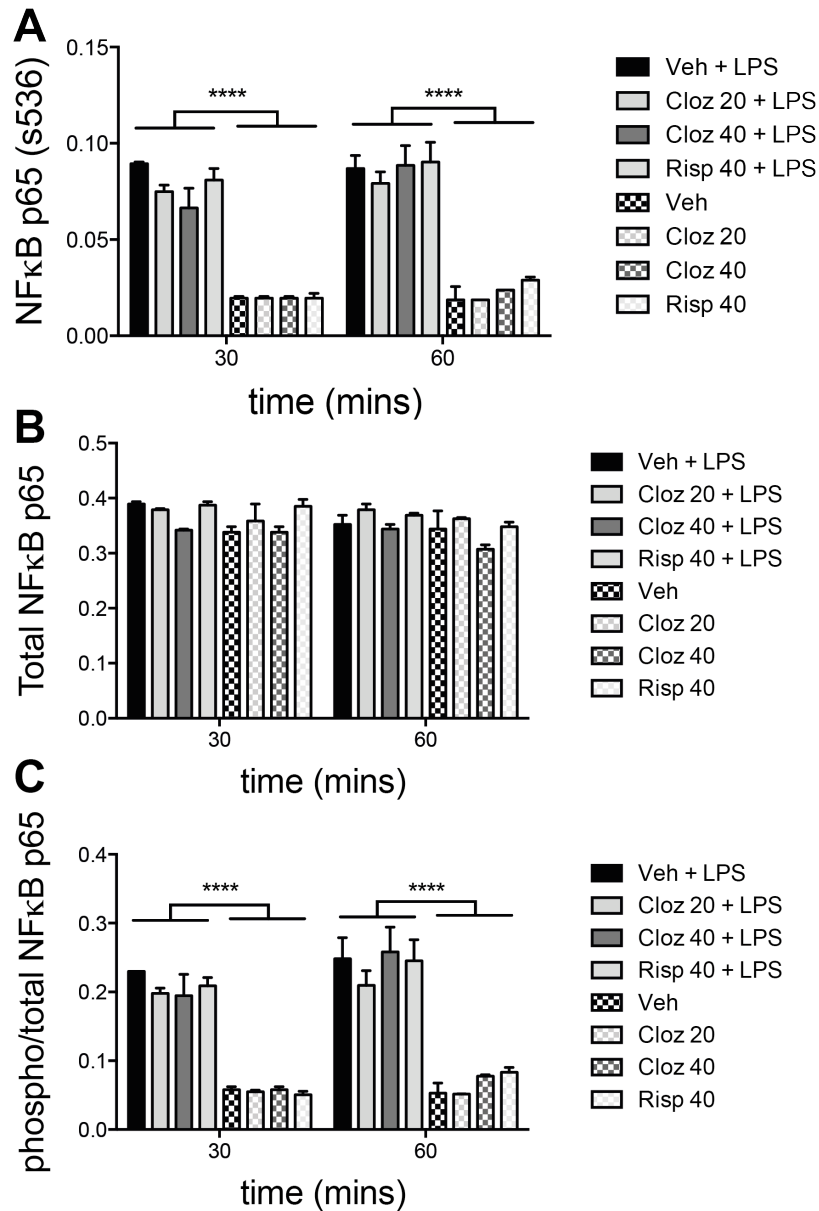 A
NFκB p65 (s536)
0.15
0.10
0.05
0.00
****
****
30
60
time (mins)
Veh + LPS
Cloz 20 + LPS
Cloz 40 + LPS
Risp 40 + LPS
Veh
Cloz 20
Cloz 40
Risp 40
B
Total NFκB p65
0.5
0.4
0.3
0.2
0.1
0.0
30
60
time (mins)
Veh + LPS
Cloz 20 + LPS
Cloz 40 + LPS
Risp 40 + LPS
Veh
Cloz 20
Cloz 40
Risp 40
C
phospho/total NFκB p65
0.4
0.3
0.2
0.1
0.0
****
****
30
60
time (mins)
Veh + LPS
Cloz 20 + LPS
Cloz 40 + LPS
Risp 40 + LPS
Veh
Cloz 20
Cloz 40
Risp 40